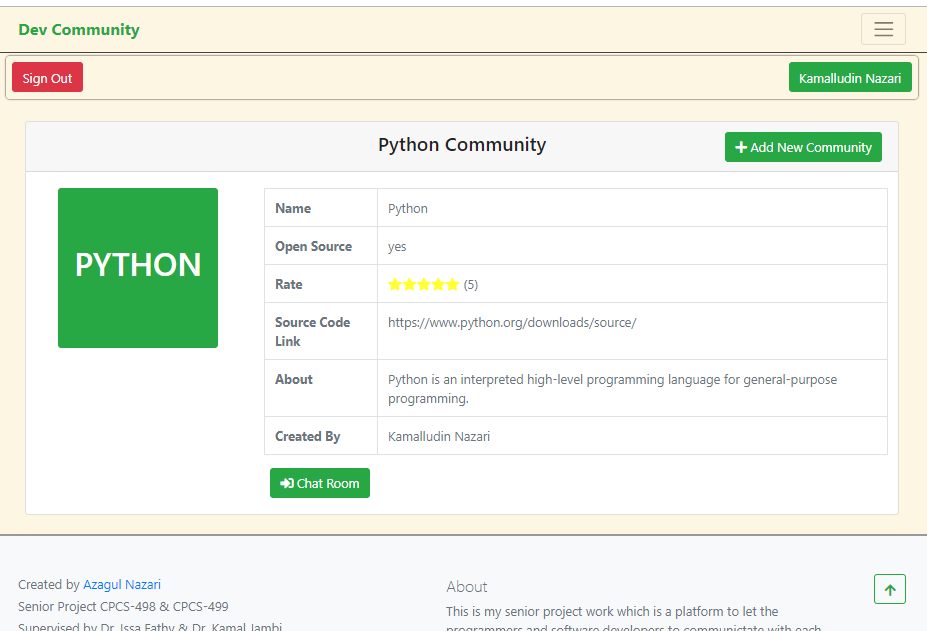 Dev Community
Sign Out
Kamalludin Nazari
Python Community
Add New Community
PYTHON
Name
Python
Open Source
yes
Rate
(5)
Source Code
Link
https://www.python.org/downloads/source/
About
Python is an interpreted high-level programming language for general-purpose
programming.
Created By
Kamalludin Nazari
Chat Room
Created by Azagul Nazari
Senior Project CPCS-498 & CPCS-499
Supervised by Dr. Issa Fathy & Dr. Kamal Jambi
About
This is my senior project work which is a platform to let the
programmers and software developers to communictate with each